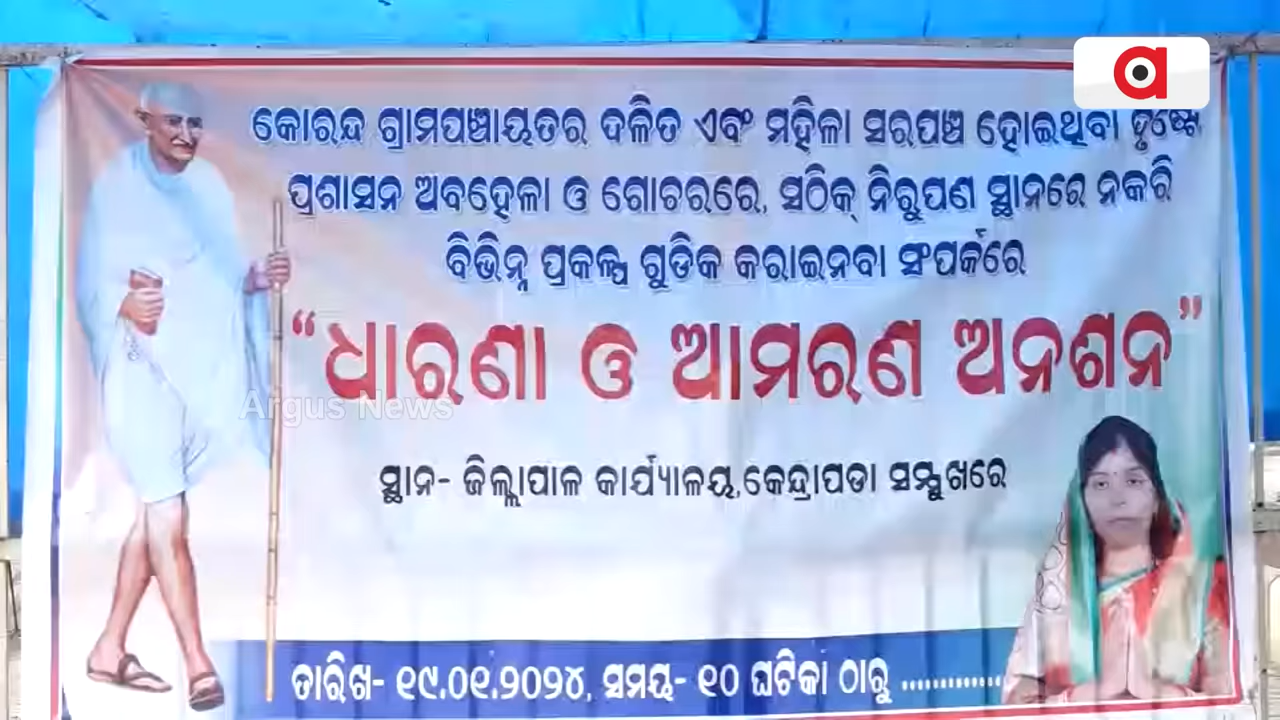 କୋରନ୍ଦ ଗ୍ରାମପଞ୍ଚାୟତର ଦଳିତ ଏବଂ ମହିଳା ସରପଞ୍ଚ ହୋଇଥିବା ଦୃଷ୍ଟେ
ପ୍ରଶାସନ ଅବହେଳା ଓ ଗୋଚରରେ, ସଠିକ୍ ନିରୁପଣ ସ୍ଥାନରେ ନକରି
ବିଭିନ୍ନ ପ୍ରକଳ୍ପ ଗୁଡିକ କରାଇନବା ସଂପର୍କରେ
“ଧାରଣା ଓ ଆମରଣ ଅନଶନ”
Argus News
ସ୍ଥାନ- ଜିଲ୍ଲାପାଳ କାର୍ଯ୍ୟାଳୟ,କେନ୍ଦ୍ରାପଡା ସମ୍ମୁଖରେ
ତାରିଖ- ୧୯.୦୧.୨୦୨୪, ସମୟ- ୧୦ ଘଟିକା ଠାରୁ .............